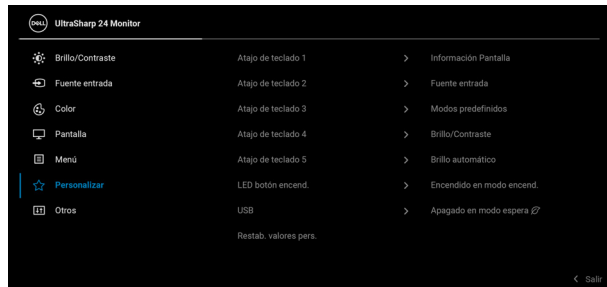 DELL UltraSharp 24 Monitor
Brillo/Contraste Atajo de teclado 1 > Información Pantalla
Fuente entrada Atajo de teclado 2 > Fuente entrada
Color Atajo de teclado 3 > Modos predefinidos
Pantalla Atajo de teclado 4 > Brillo/Contraste
Menú Atajo de teclado 5 > Brillo automático
Personalizar LED botón encend. > Encendido en modo encend.
Otros USB > Apagado en modo espera
Restab. valores pers.
< Salir